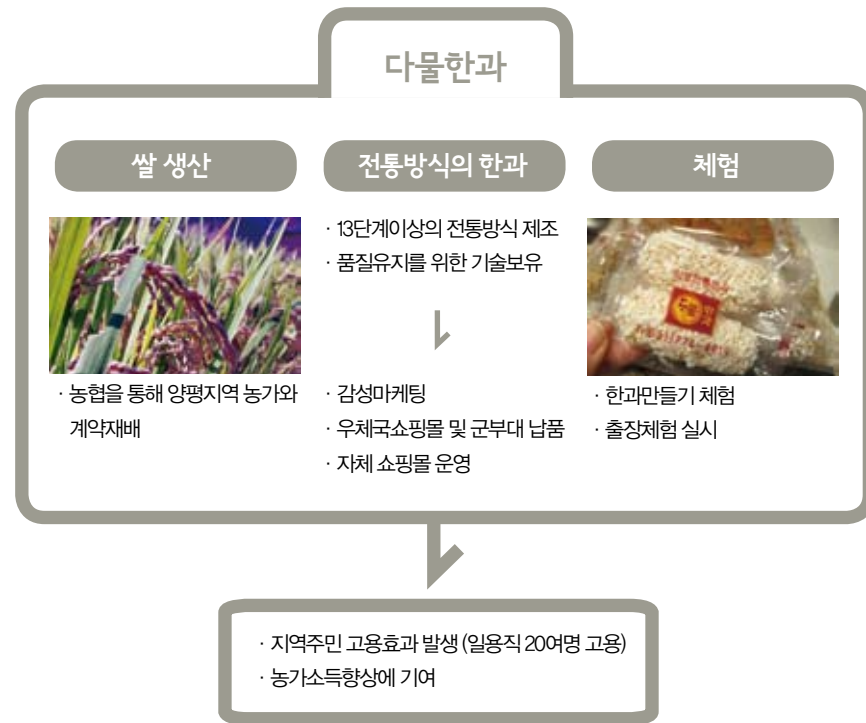 다물한과
쌀 생산
전통방식의 한과
체험
· 13단계이상의 전통방식 제조
· 품질유지를 위한 기술보유
· 농협을 통해 양평지역 농가와
계약재배
· 감성마케팅
· 우체국쇼핑몰 및 군부대 납품
· 자체 쇼핑몰 운영
다물
· 한과만들기 체험
· 출장체험 실시
· 지역주민 고용효과 발생 (일용직 20여명 고용)
· 농가소득향상에 기여